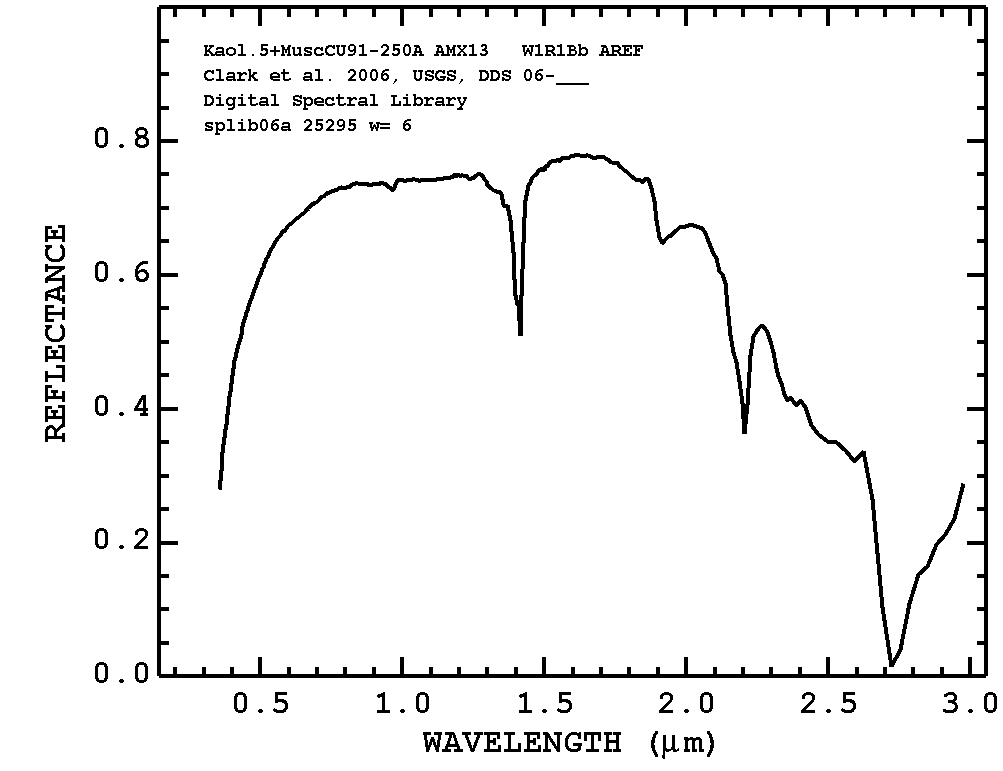 Kaol.5+MuscCU91-250A AMX13 W1R1Bb AREF
Clark et al. 2006, USGS, DDS 06-___
Digital Spectral Library
splib06a 25295 w= 6
0.8
0.6
0.4
0.2
0.0
REFLECTANCE
0.5 1.0 1.5 2.0 2.5 3.0
WAVELENGTH (μm)